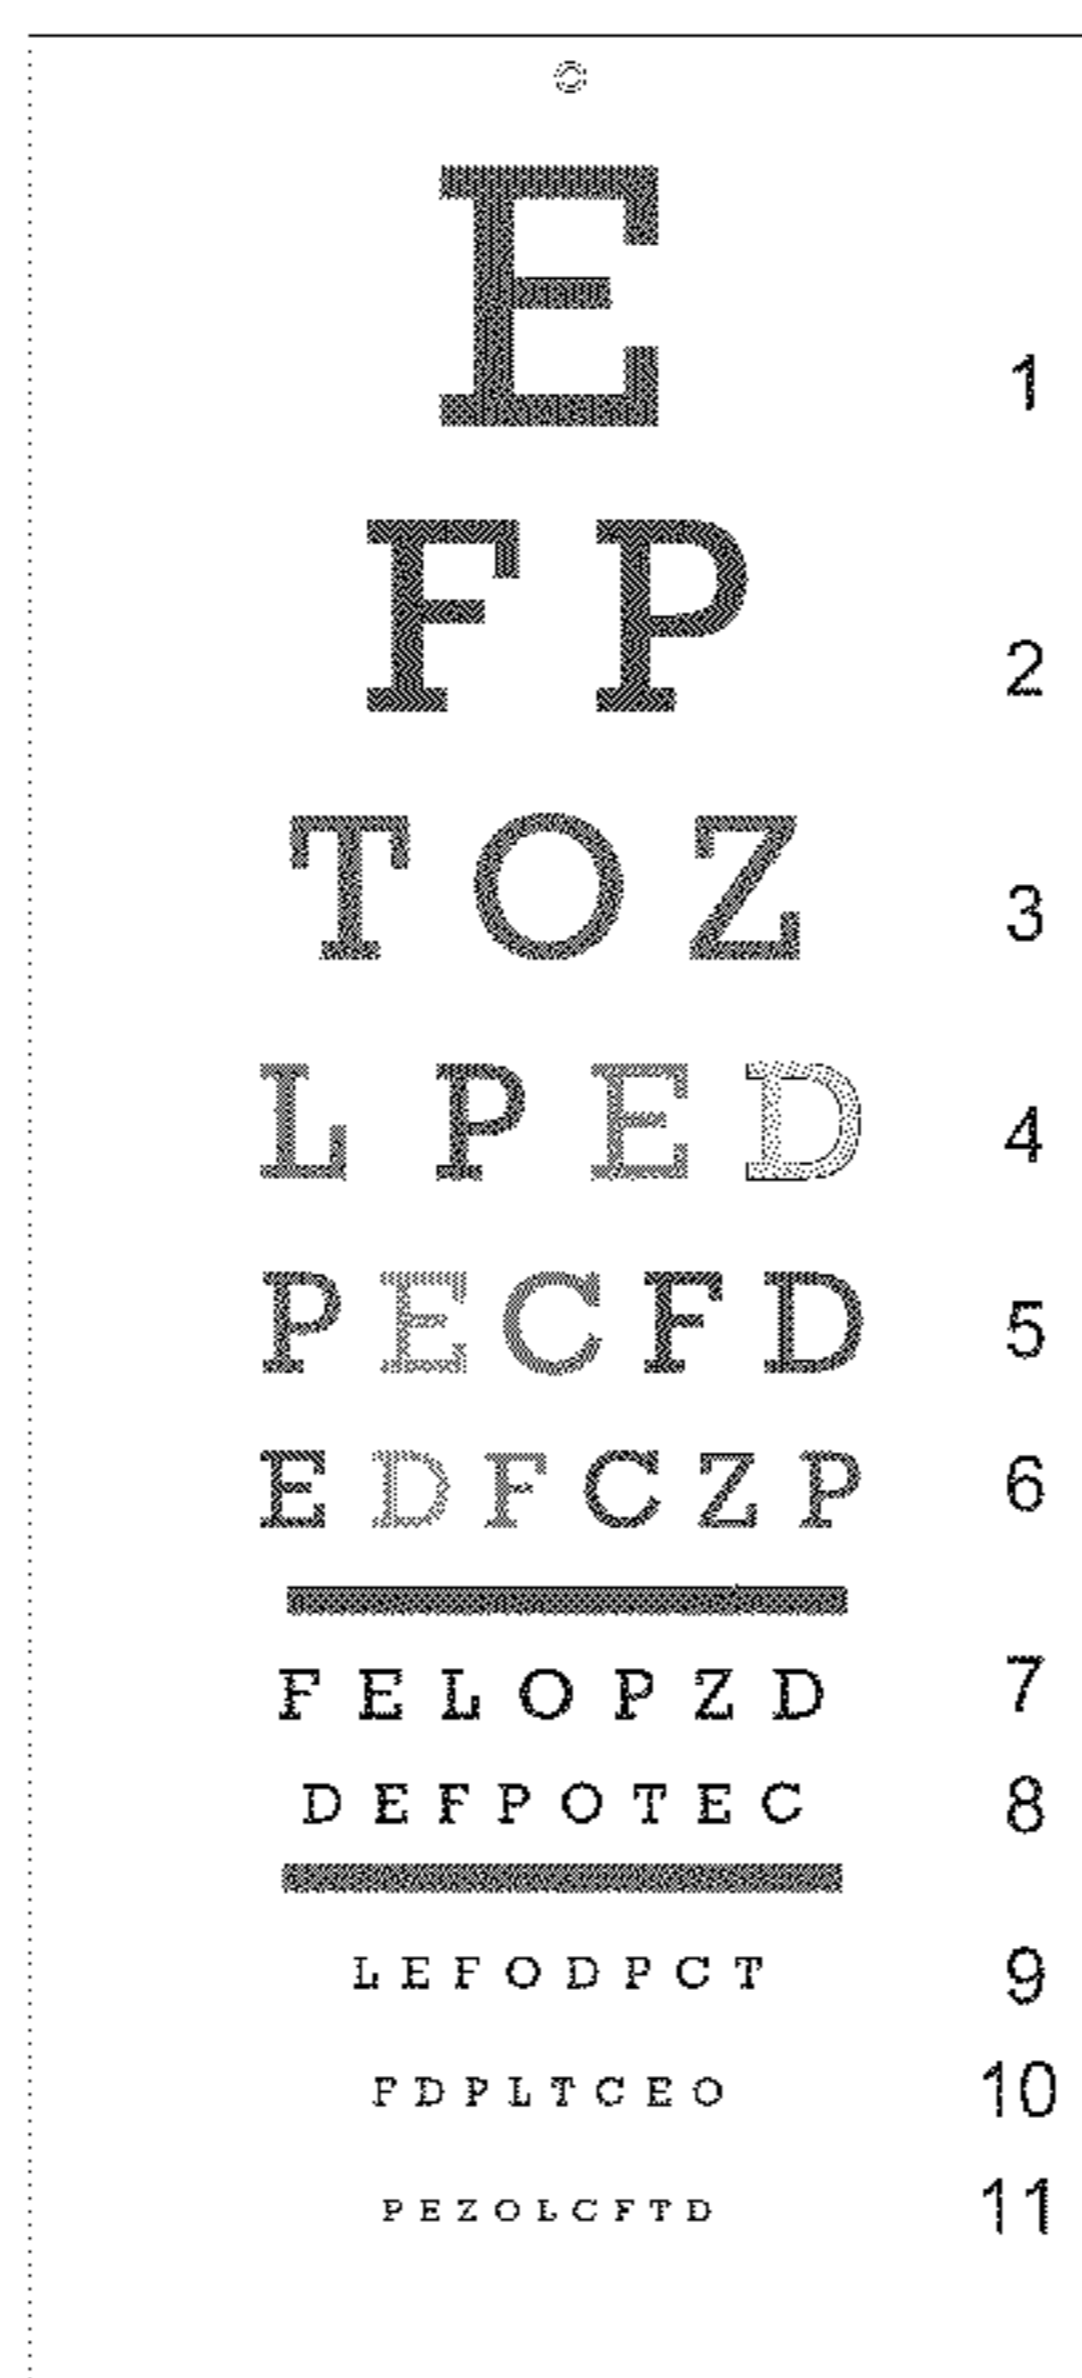 E 1
F P 2
T O Z 3
L P E D 4
P E C F D 5
E D F C Z P 6
F E L O P Z D 7
D E F P O T E C 8
L E F O D P C T 9
F D P L T C E O 10
P E Z O L C F T D 11